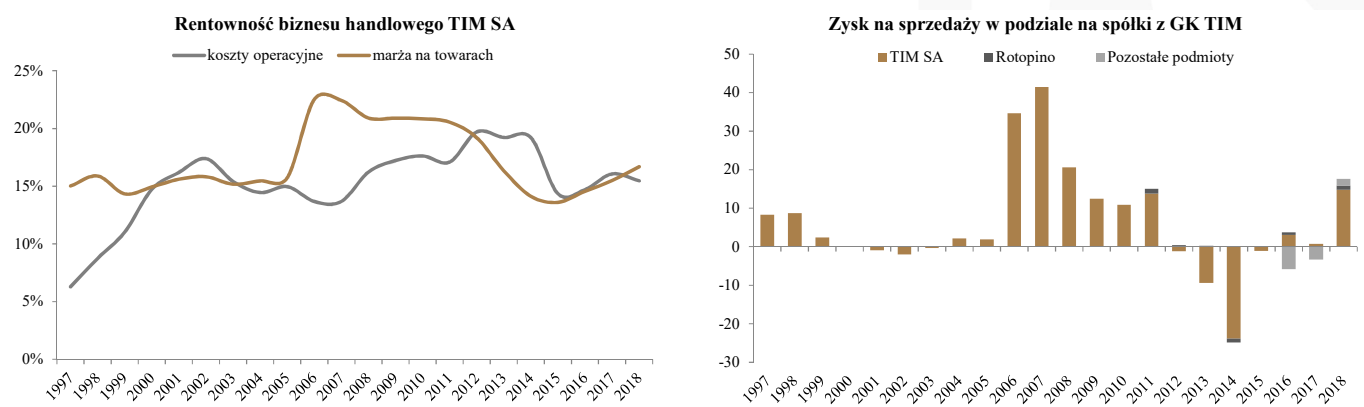 Rentowność biznesu handlowego TIM SA
koszty operacyjne marża na towarach
25%
20%
15%
10%
5%
0%
1997 1998 1999 2000 2001 2002 2003 2004 2005 2006 2007 2008 2009 2010 2011 2012 2013 2014 2015 2016 2017 2018
Zysk na sprzedaży w podziale na spółki z GK TIM
TIM SA Rotopino Pozostałe podmioty
50
40
30
20
10
0
-10
-20
-30
1997 1998 1999 2000 2001 2002 2003 2004 2005 2006 2007 2008 2009 2010 2011 2012 2013 2014 2015 2016 2017 2018